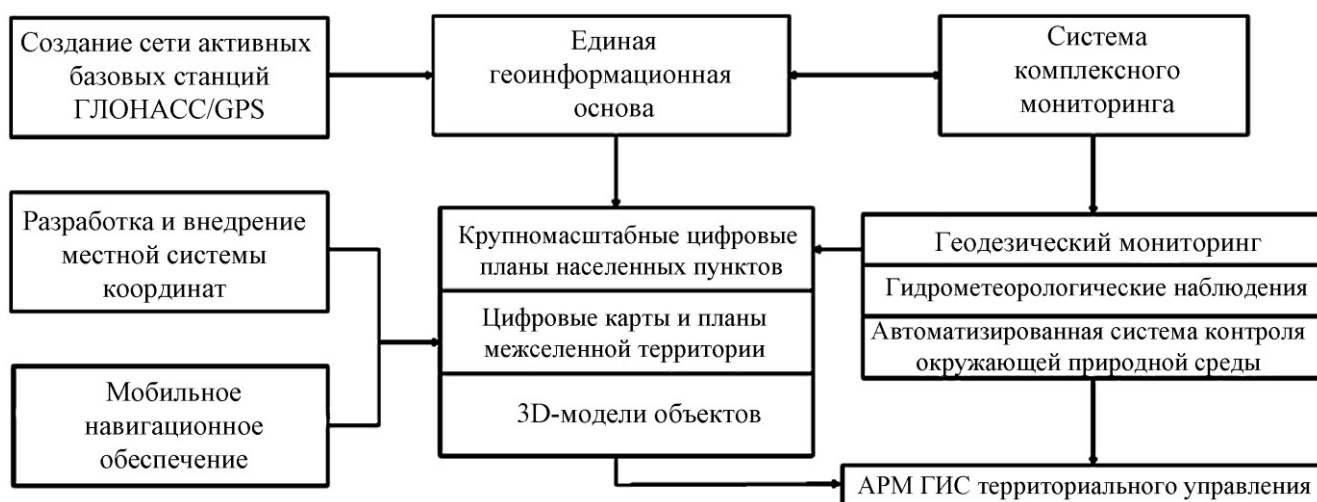 Создание сети активных
базовых станций
ГЛОНАСС/GPS
Единая
геоинформационная
основа
Система
комплексного
мониторинга
Разработка и внедрение
местной системы
координат
Крупномасштабные цифровые
планы населенных пунктов
Геодезический мониторинг
Гидрометеорологические наблюдения
Цифровые карты и планы
межселенной территории
Автоматизированная система контроля
окружающей природной среды
Мобильное
навигационное
обеспечение
3D-модели объектов
АРМ ГИС территориального управления